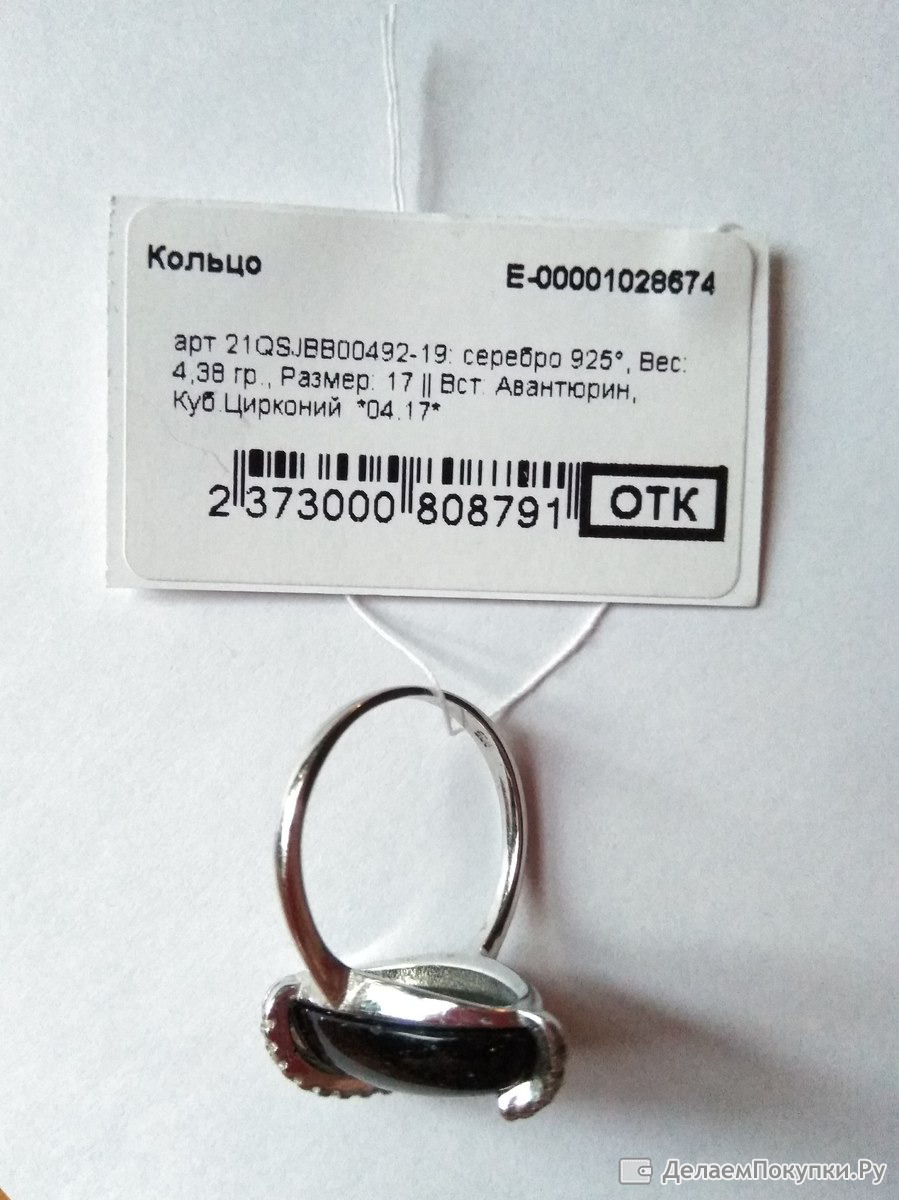 Кольцо
E-00001028674
арт 21QSJBB00492-19: серебро 925°, Вес:
4,38 гр., Размер: 17 || Вст. Авантюрин,
Куб.Цирконий *04.17*
2 373000 808791
ОТК
ДелаемПокупки.Ру